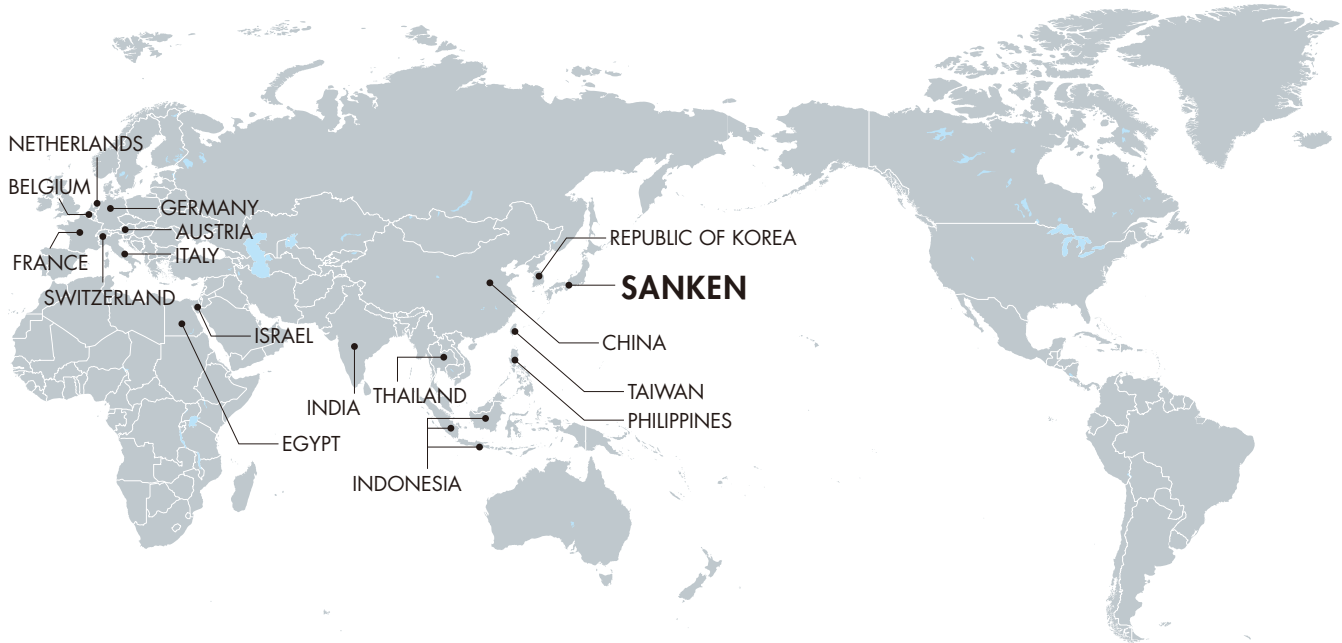 NETHERLANDS
BELGIUM
GERMANY
AUSTRIA
FRANCE
ITALY
SWITZERLAND
REPUBLIC OF KOREA
SANKEN
ISRAEL
CHINA
INDIA
THAILAND
TAIWAN
PHILIPPINES
EGYPT
INDONESIA